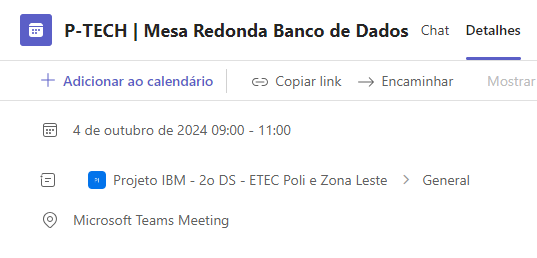 P-TECH | Mesa Redonda Banco de Dados Chat Detalhes
Adicionar ao calendário Copiar link Encaminhar Mostrar
4 de outubro de 2024 09:00 - 11:00
Projeto IBM - 2o DS - ETEC Poli e Zona Leste > General
Microsoft Teams Meeting